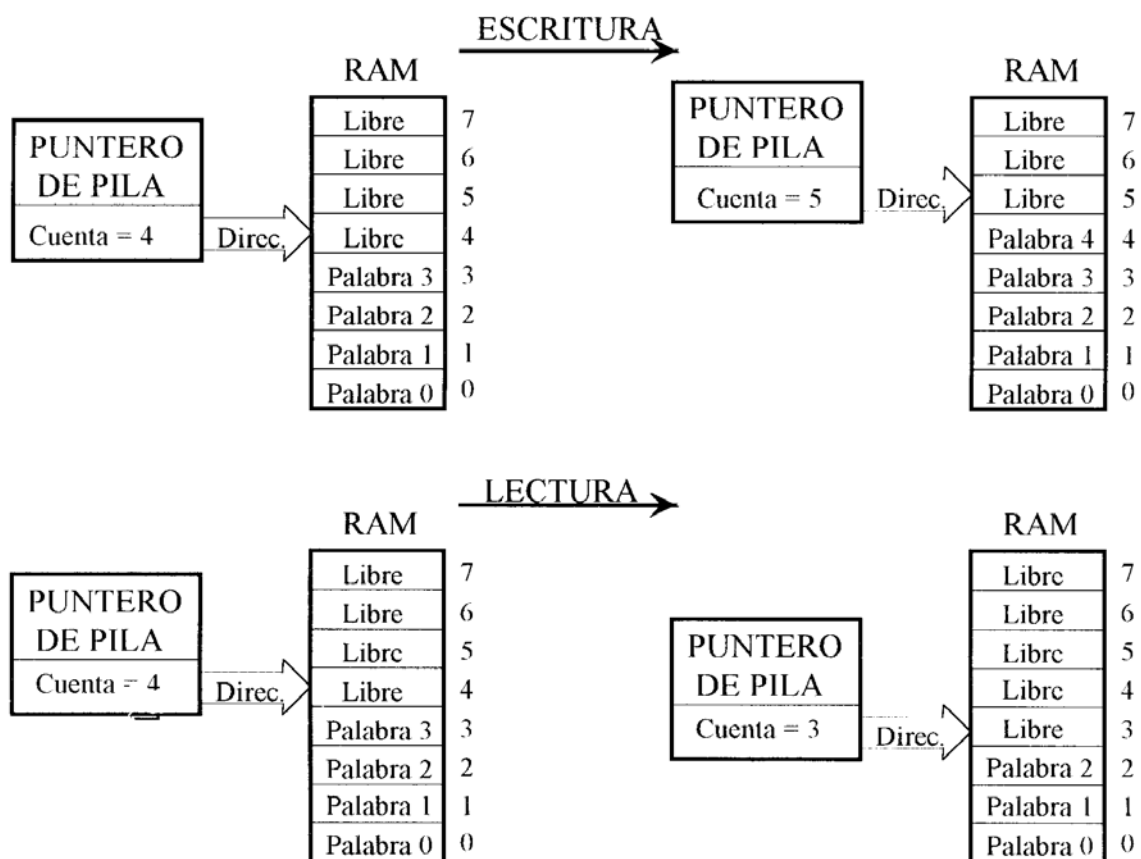 ESCRITURA
RAM
PUNTERO
DE PILA
Cuenta = 4
Direc.
Libre 7
Libre 6
Libre 5
Libre 4
Palabra 3 3
Palabra 2 2
Palabra 1 1
Palabra 0 0
RAM
PUNTERO
DE PILA
Cuenta = 5
Direc.
Libre 7
Libre 6
Libre 5
Palabra 4 4
Palabra 3 3
Palabra 2 2
Palabra 1 1
Palabra 0 0
LECTURA
RAM
PUNTERO
DE PILA
Cuenta = 4
Direc.
Libre 7
Libre 6
Libre 5
Libre 4
Palabra 3 3
Palabra 2 2
Palabra 1 1
Palabra 0 0
RAM
PUNTERO
DE PILA
Cuenta = 3
Direc.
Libre 7
Libre 6
Libre 5
Libre 4
Libre 3
Palabra 2 2
Palabra 1 1
Palabra 0 0